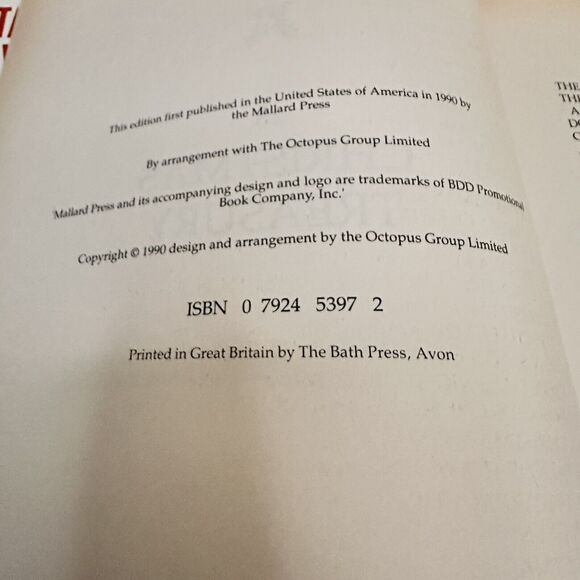 This edition first published in the United States of America in 1990 by
the Mallard Press
By arrangement with The Octopus Group Limited
'Mallard Press and its accompanying design and logo are trademarks of BDD Promotional
Book Company, Inc.'
Copyright © 1990 design and arrangement by the Octopus Group Limited
ISBN 0 7924 5397 2
Printed in Great Britain by The Bath Press, Avon
THE
THE
A
C